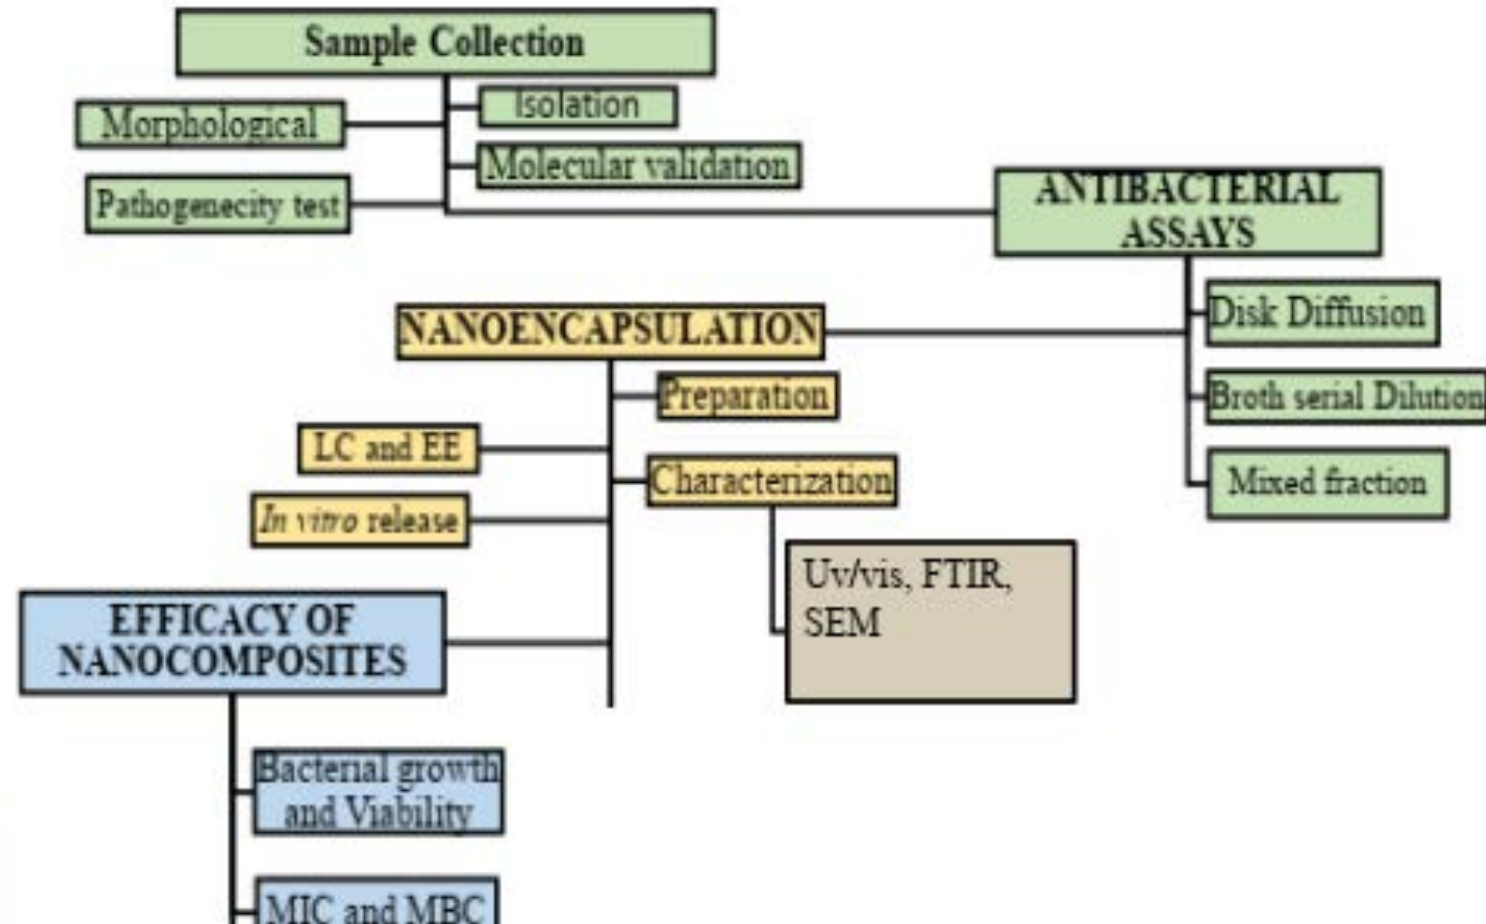 Sample Collection
Isolation
Morphological
Molecular validation
Pathogenecity test
ANTIBACTERIAL
ASSAYS
Disk Diffusion
Broth serial Dilution
Mixed fraction
NANOENCAPSULATION
Preparation
LC and EE
Characterization
In vitro release
Uv/vis, FTIR,
SEM
EFFICACY OF
NANOCOMPOSITES
Bacterial growth
and Viability
MIC and MBC